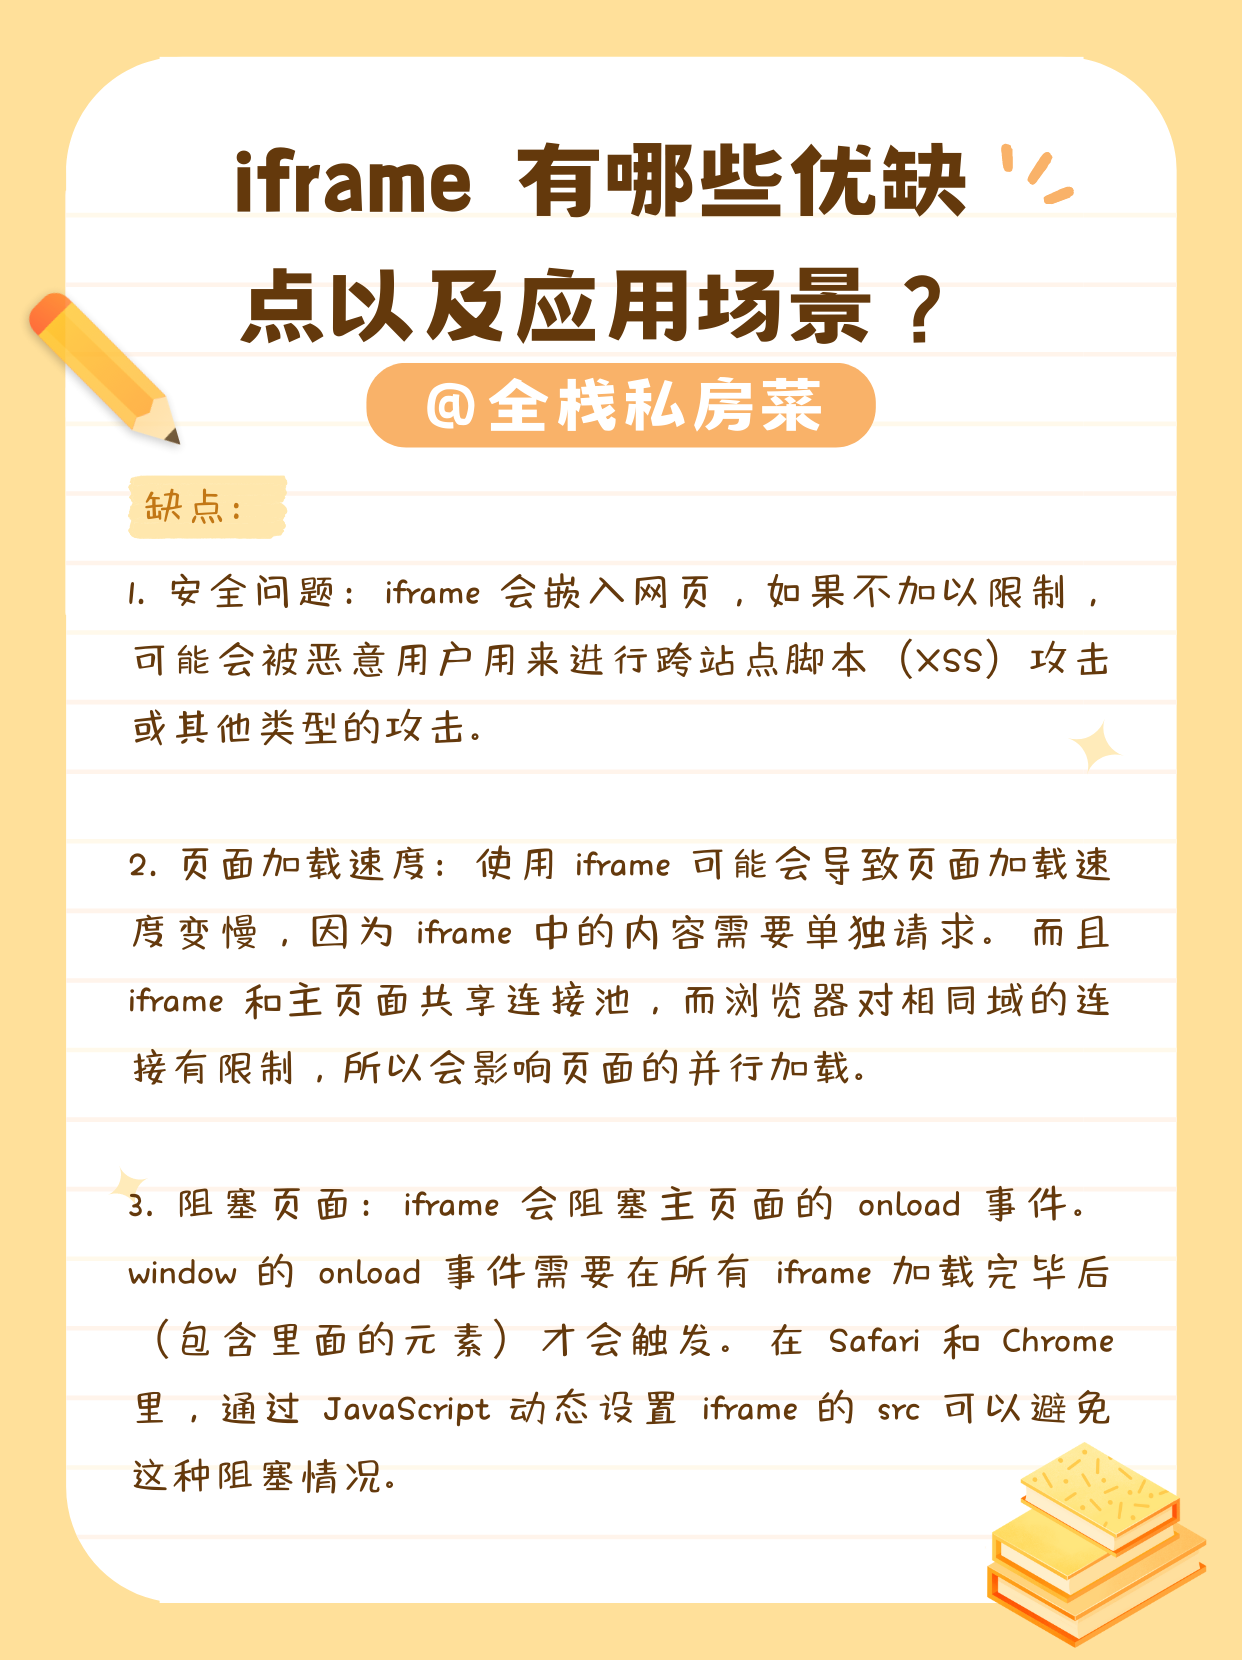 iframe 有哪些优缺
点以及应用场景？
@全栈私房菜
缺点：
1. 安全问题：iframe 会嵌入网页，如果不加以限制，
可能会被恶意用户用来进行跨站点脚本（XSS）攻击
或其他类型的攻击。
2. 页面加载速度：使用 iframe 可能会导致页面加载速
度变慢，因为 iframe 中的内容需要单独请求。而且
iframe 和主页面共享连接池，而浏览器对相同域的连
接有限制，所以会影响页面的并行加载。
3. 阻塞页面：iframe 会阻塞主页面的 onload 事件。
window 的 onload 事件需要在所有 iframe 加载完毕后
（包含里面的元素）才会触发。在 Safari 和 Chrome
里，通过 JavaScript 动态设置 iframe 的 src 可以避免
这种阻塞情况。